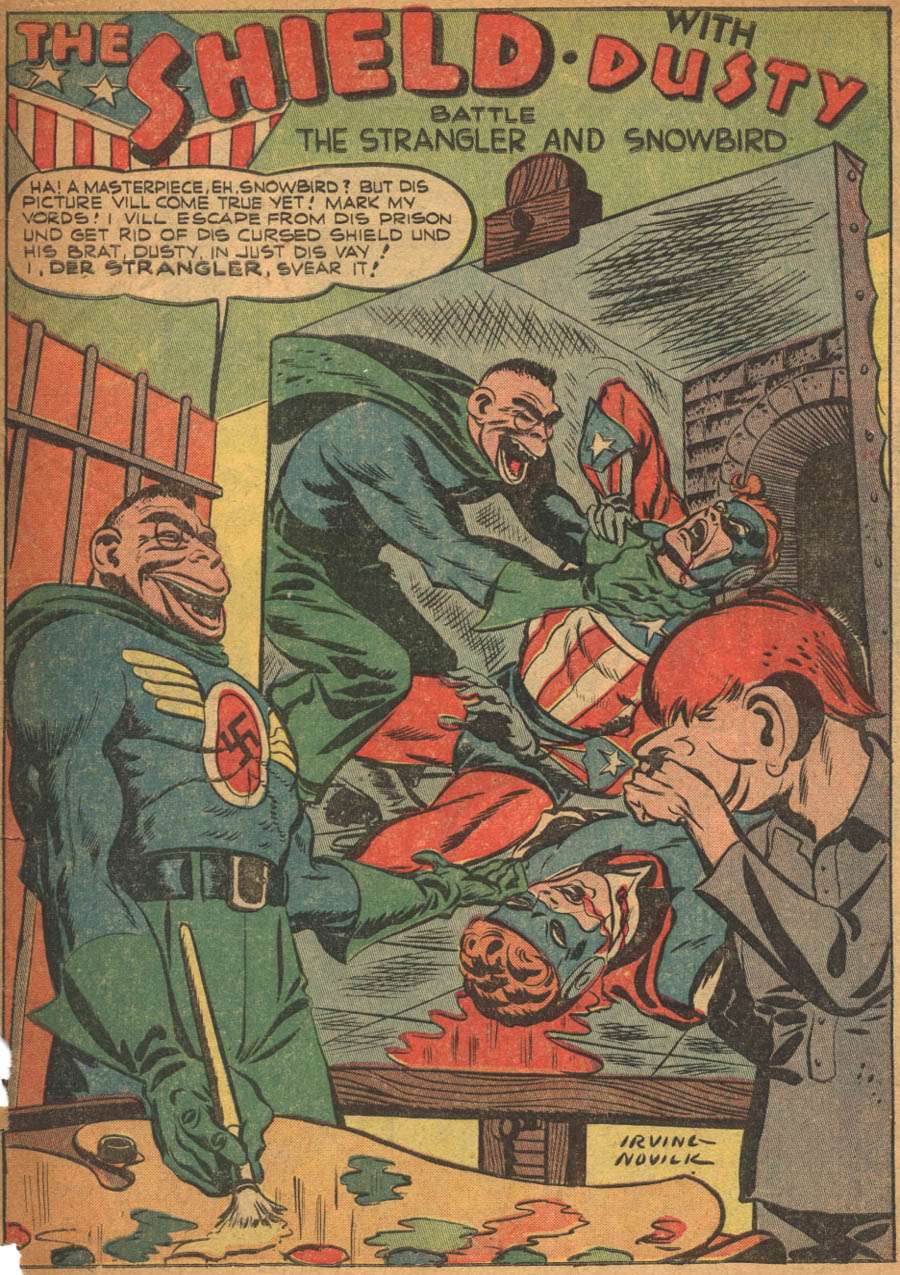 THE SHIELD · WITH DUSTY
BATTLE
THE STRANGLER AND SNOWBIRD
HA! A MASTERPIECE, EH, SNOWBIRD? BUT DIS
PICTURE VILL COME TRUE YET! MARK MY
VORDS! I VILL ESCAPE FROM DIS PRISON
UND GET RID OF DIS CURSED SHIELD UND
HIS BRAT, DUSTY, IN JUST DIS VAY!
I, DER STRANGLER, SVEAR IT!
IRVING
NOVICK